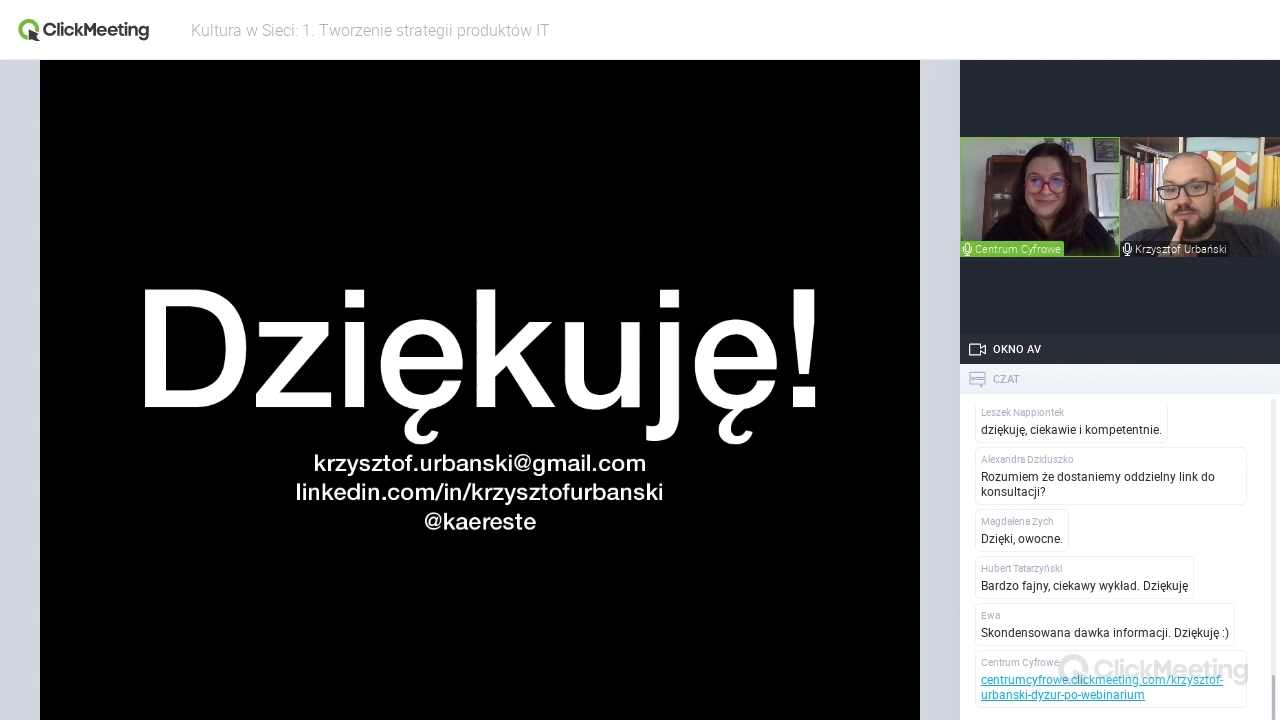 ClickMeeting
Kultura w Sieci: 1. Tworzenie strategii produktów IT
Dziękuję!
krzysztof.urbanski@gmail.com
linkedin.com/in/krzysztofurbanski
@kaereste
Centrum Cyfrowe
Krzysztof Urbański
OKNO AV
CZAT
Leszek Nappiontek
dziękuję, ciekawie i kompetentnie.
Alexandra Dziduszko
Rozumiem że dostaniemy oddzielny link do
konsultacji?
Magdalena Zych
Dzięki, owocne.
Hubert Tatarzyński
Bardzo fajny, ciekawy wykład. Dziękuję
Ewa
Skondensowana dawka informacji. Dziękuję :)
Centrum Cyfrowe
centrumcyfrowe.clickmeeting.com/krzysztof-
urbanski-dyzur-po-webinarium
ClickMeeting